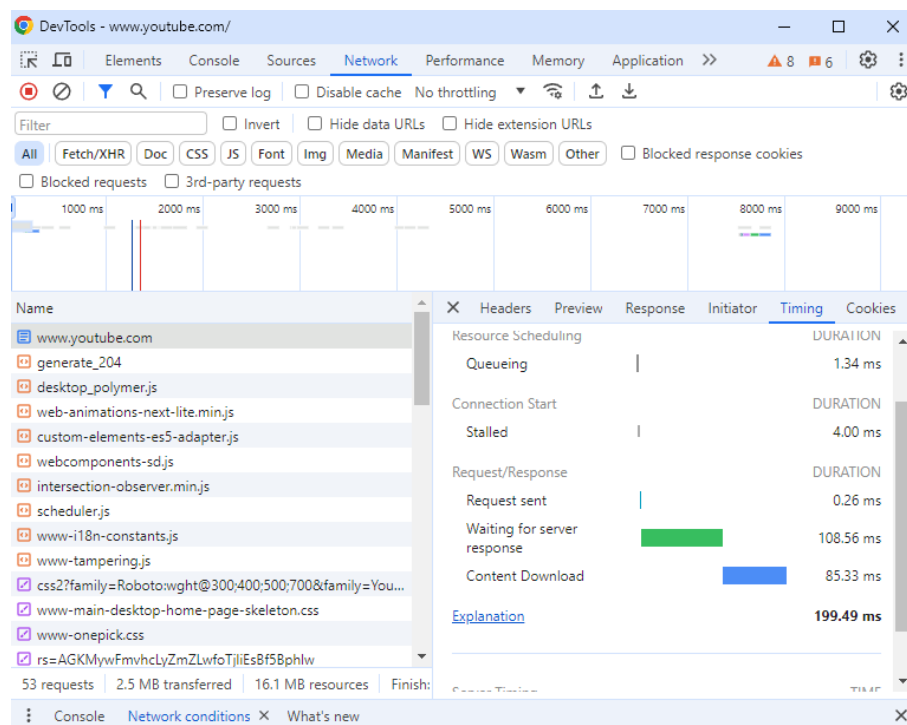 DevTools - www.youtube.com/
Elements Console Sources Network Performance Memory Application 8 6
Preserve log Disable cache No throttling
Filter Invert Hide data URLs Hide extension URLs
All Fetch/XHR Doc CSS JS Font Img Media Manifest WS Wasm Other Blocked response cookies
Blocked requests 3rd-party requests
1000 ms 2000 ms 3000 ms 4000 ms 5000 ms 6000 ms 7000 ms 8000 ms 9000 ms
Name Headers Preview Response Initiator Timing Cookies
www.youtube.com
generate_204
desktop_polymer.js
web-animations-next-lite.min.js
custom-elements-es5-adapter.js
webcomponents-sd.js
intersection-observer.min.js
scheduler.js
www-i18n-constants.js
www-tampering.js
css2?family=Roboto:wght@300;400;500;700&family=You...
www-main-desktop-home-page-skeleton.css
www-onepick.css
rs=AGKMywFmvhcLyZmZLwfoTjliEsBf5Bphlw
Resource Scheduling DURATION
Queueing 1.34 ms
Connection Start DURATION
Stalled 4.00 ms
Request/Response DURATION
Request sent 0.26 ms
Waiting for server
response 108.56 ms
Content Download 85.33 ms
Explanation 199.49 ms
Server Timing TIME
53 requests 2.5 MB transferred 16.1 MB resources Finish:
Console Network conditions What's new